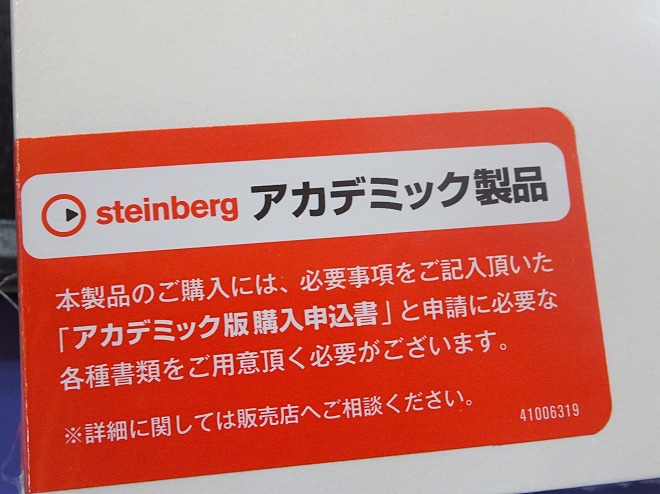 steinberg アカデミック製品
本製品のご購入には、必要事項をご記入頂いた
「アカデミック版 購入申込書」と申請に必要な
各種書類をご用意頂く必要がございます。
※詳細に関しては販売店へご相談ください。
41006319